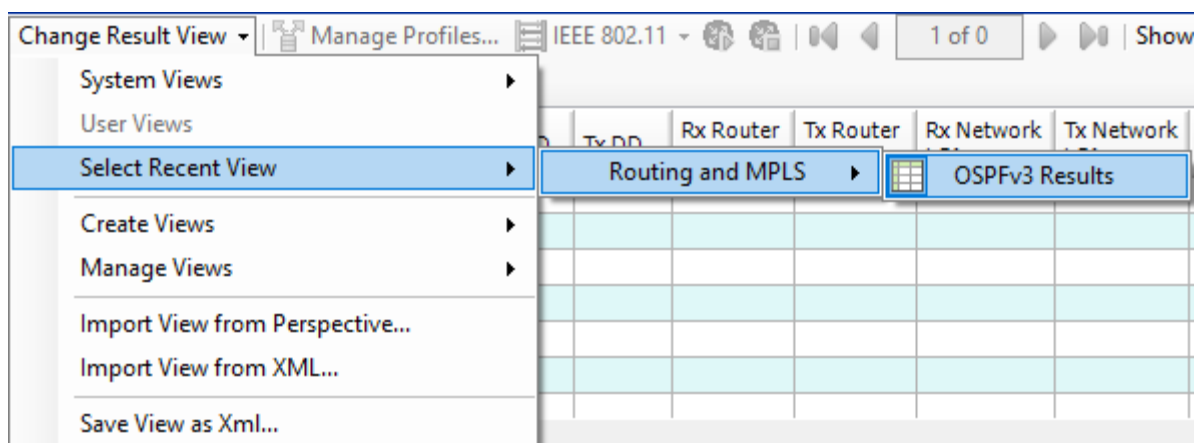 Change Result View Manage Profiles... IEEE 802.11 1 of 0 Show
System Views
User Views
Tx DD Rx Router Tx Router Rx Network Tx Network
Select Recent View Routing and MPLS OSPFv3 Results
Create Views
Manage Views
Import View from Perspective...
Import View from XML...
Save View as Xml...